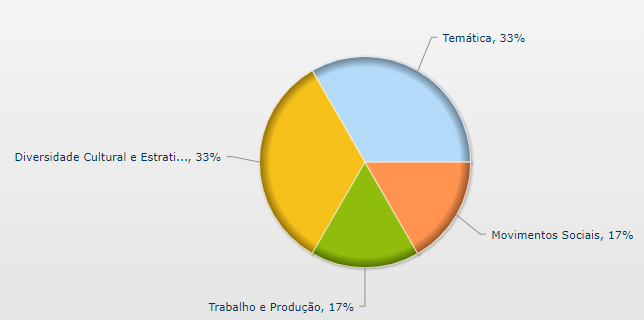 Temática, 33%
Diversidade Cultural e Estrati..., 33%
Movimentos Sociais, 17%
Trabalho e Produção, 17%